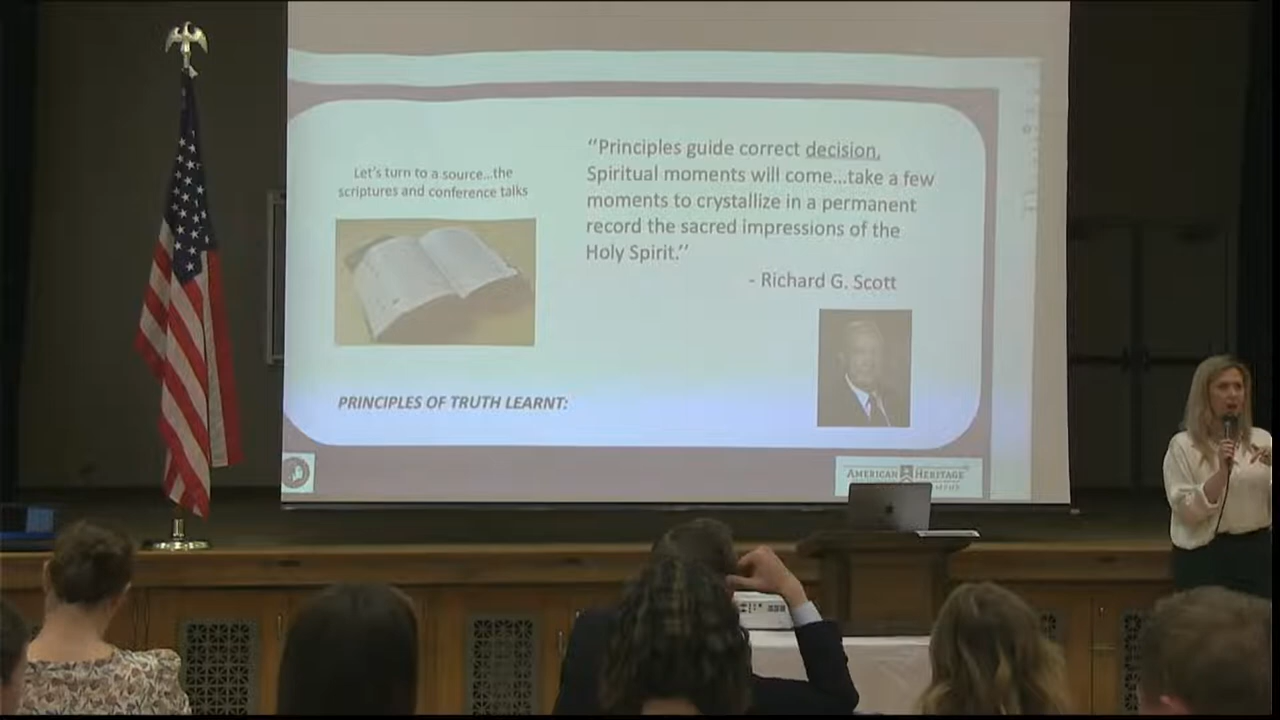 Let's turn to a source...the
scriptures and conference talks
"Principles guide correct decision.
Spiritual moments will come...take a few
moments to crystallize in a permanent
record the sacred impressions of the
Holy Spirit."
- Richard G. Scott
PRINCIPLES OF TRUTH LEARNT:
AMERICAN HERITAGE